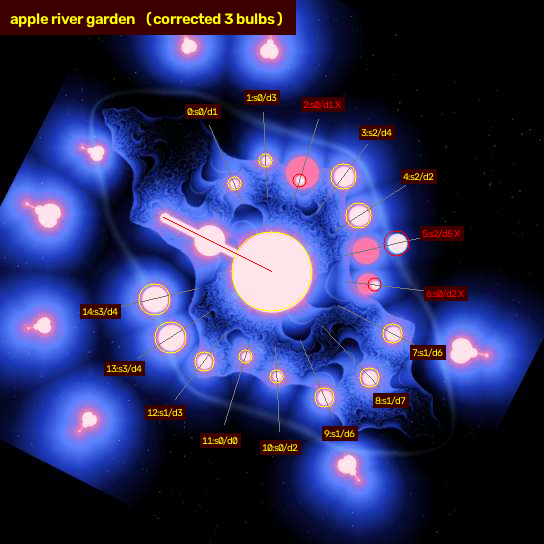 apple river garden (corrected 3 bulbs)
1:s0/d3
2:s0/d1 X
0:s0/d1
3:s2/d4
4:s2/d2
5:s2/d5 X
6:s0/d2 X
14:s3/d4
7:s1/d6
13:s3/d4
8:s1/d7
12:s1/d3
9:s1/d6
11:s0/d0
10:s0/d2